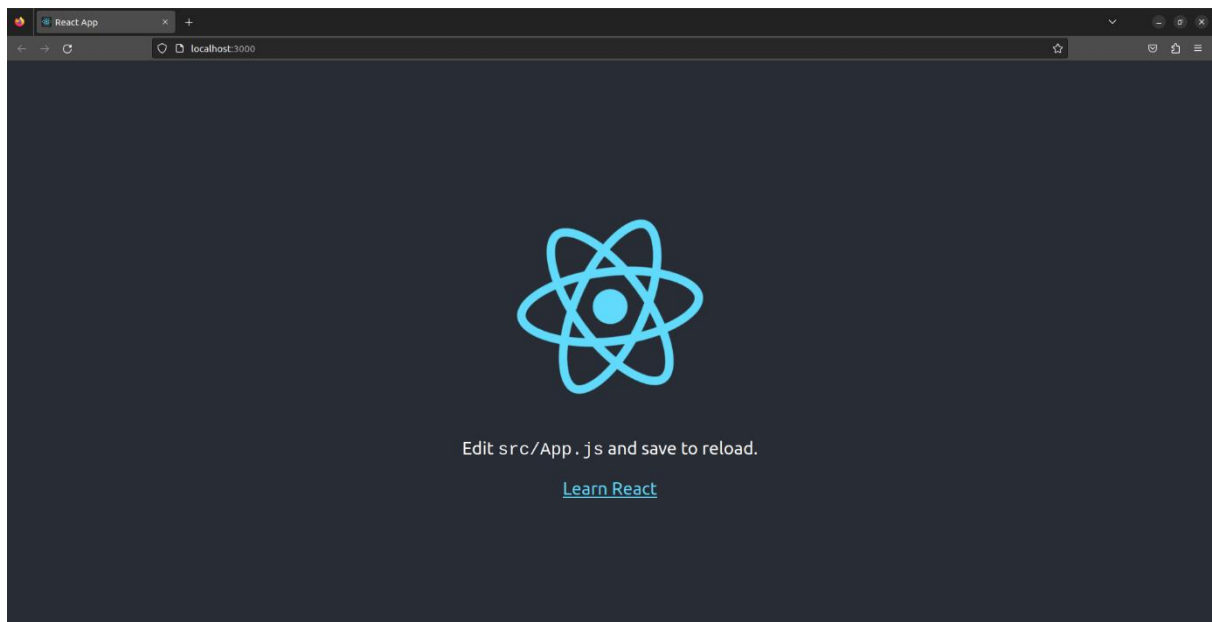 React App
localhost:3000
Edit src/App.js and save to reload.
Learn React